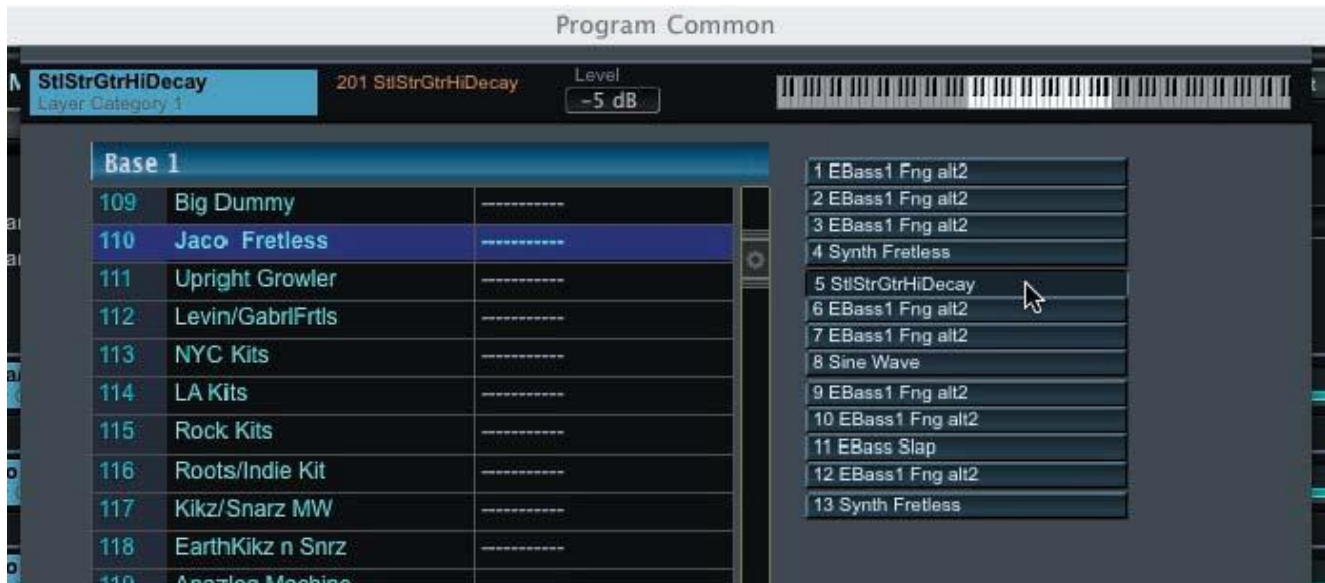 Program Common
StlStrGtrHiDecay 201 StlStrGtrHiDecay Level
Layer Category 1 -5 dB
Base 1
109 Big Dummy -----------
110 Jaco Fretless -----------
111 Upright Growler -----------
112 Levin/GabrlFrtls -----------
113 NYC Kits -----------
114 LA Kits -----------
115 Rock Kits -----------
116 Roots/Indie Kit -----------
117 Kikz/Snarz MW -----------
118 EarthKikz n Snrz -----------
1 EBass1 Fng alt2
2 EBass1 Fng alt2
3 EBass1 Fng alt2
4 Synth Fretless
5 StlStrGtrHiDecay
6 EBass1 Fng alt2
7 EBass1 Fng alt2
8 Sine Wave
9 EBass1 Fng alt2
10 EBass1 Fng alt2
11 EBass Slap
12 EBass1 Fng alt2
13 Synth Fretless